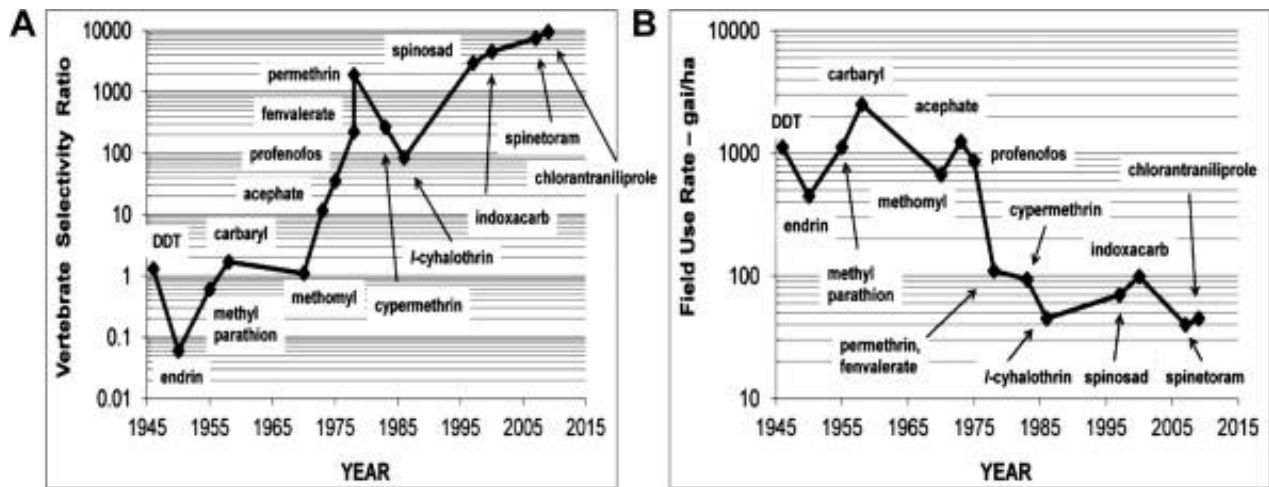 A
Vertebrate Selectivity Ratio
10000
1000
100
10
1
0.1
0.01
spinosad
permethrin
fenvalerate
spinetoram
profenofos
chlorantraniliprole
acephate
indoxacarb
carbaryl
l-cyhalothrin
DDT
methomyl
cypermethrin
methyl
parathion
endrin
1945 1955 1965 1975 1985 1995 2005 2015
YEAR
B
Field Use Rate – gai/ha
10000
1000
100
10
carbaryl
acephate
DDT
profenofos
chlorantraniliprole
methomyl
cypermethrin
endrin
indoxacarb
methyl
parathion
permethrin,
fenvalerate
l-cyhalothrin
spinosad
spinetoram
1945 1955 1965 1975 1985 1995 2005 2015
YEAR